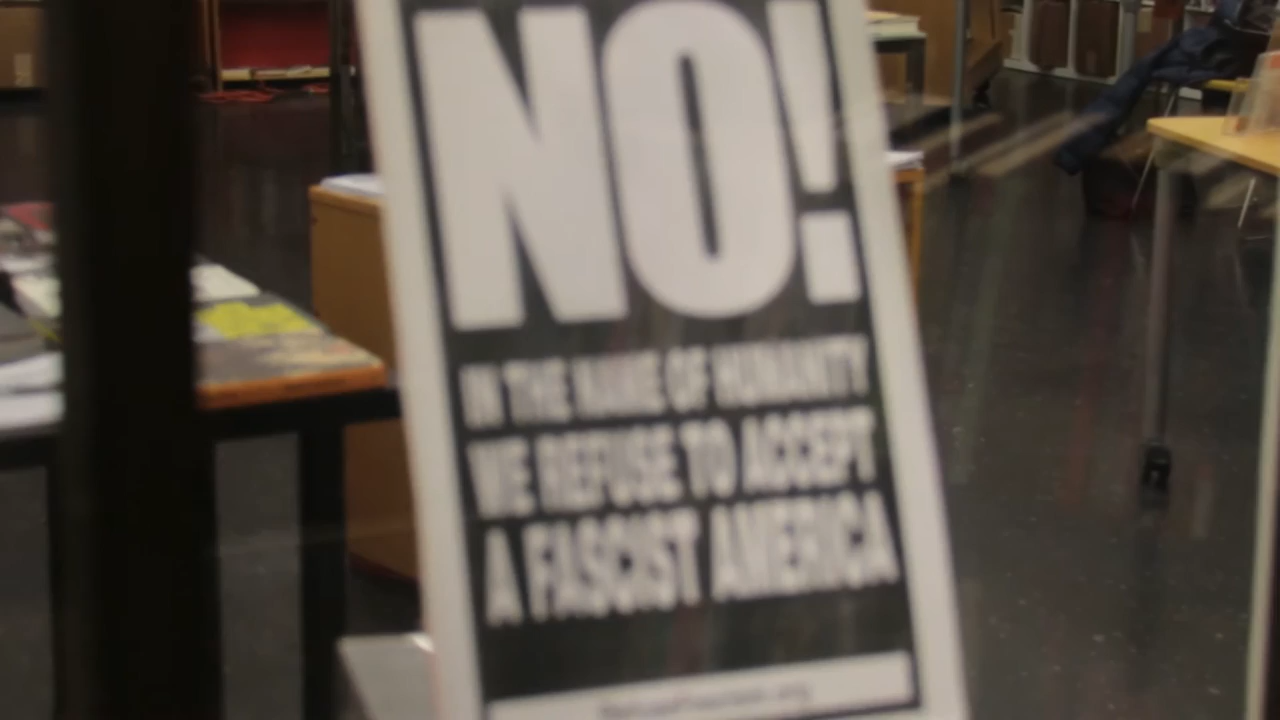 NO!
IN THE NAME OF HUMANITY
WE REFUSE TO ACCEPT
A FASCIST AMERICA